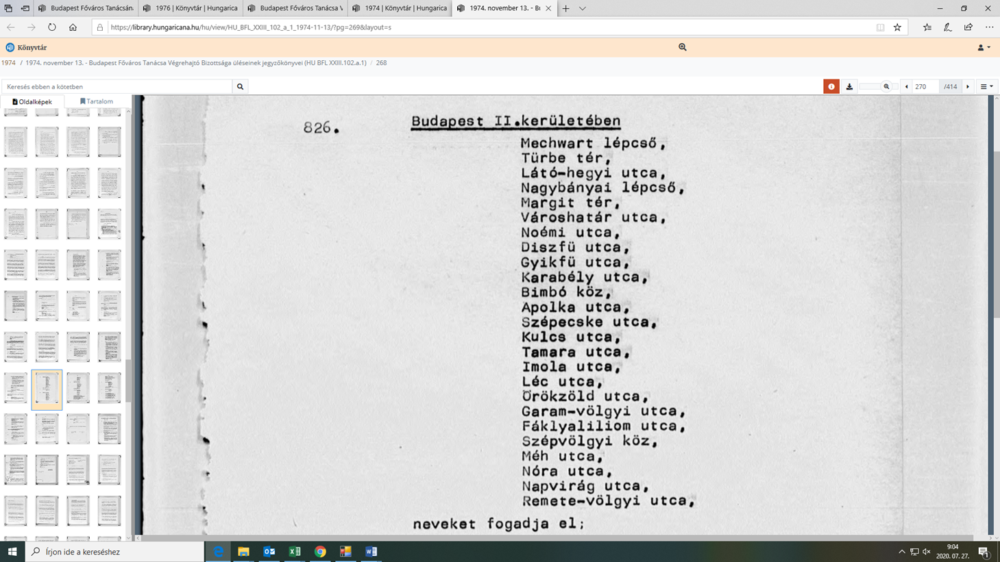 Budapest Főváros Tanácsána
1976 | Könyvtár | Hungarica
Budapest Főváros Tanácsa V
1974 | Könyvtár | Hungarica
1974. november 13. - Bu
https://library.hungaricana.hu/hu/view/HU_BFL_XXIII_102_a_1_1974-11-13/?pg=269&layout=s
Könyvtár
1974 / 1974. november 13. - Budapest Főváros Tanácsa Végrehajtó Bizottsága üléseinek jegyzőkönyvei (HU BFL XXIII.102.a.1) / 268
Keresés ebben a kötetben
270 /414
Oldalképek
Tartalom
826. Budapest II.kerületében
Mechwart lépcső,
Türbe tér,
Látó-hegyi utca,
Nagybányai lépcső,
Margit tér,
Városhatár utca,
Noémi utca,
Diszfü utca,
Gyikfü utca,
Karabély utca,
Bimbó köz,
Apolka utca,
Szépecske utca,
Kulcs utca,
Tamara utca,
Imola utca,
Léc utca,
Örökzöld utca,
Garam-völgyi utca,
Fáklyaliliom utca,
Szépvölgyi köz,
Méh utca,
Nóra utca,
Napvirág utca,
Remete-völgyi utca,
neveket fogadja el;
Írjon ide a kereséshez
9:04
2020. 07. 27.
1